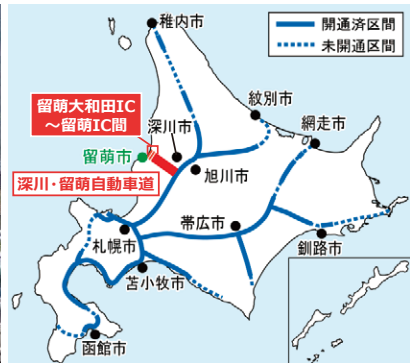 稚内市
開通済区間
未開通区間
留萌大和田IC
～留萌IC間
深川市
紋別市
網走市
留萌市
旭川市
深川・留萌自動車道
帯広市
札幌市
釧路市
苫小牧市
函館市